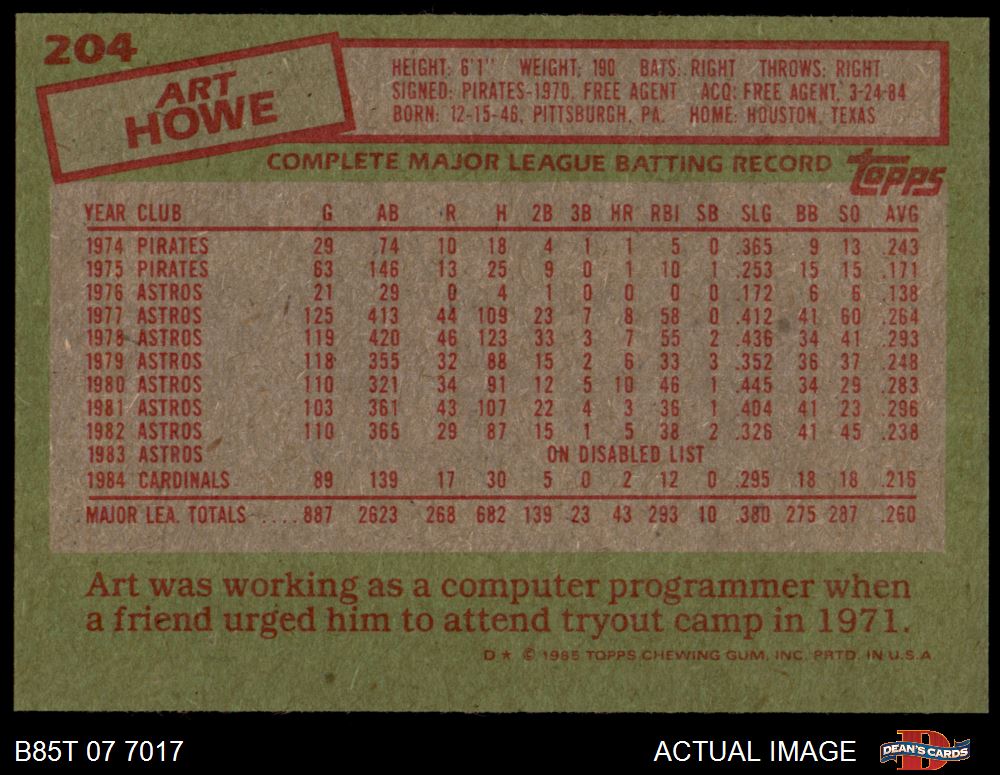 204
ART
HOWE
HEIGHT: 6'1" WEIGHT: 190 BATS: RIGHT THROWS: RIGHT
SIGNED: PIRATES-1970, FREE AGENT ACQ: FREE AGENT, 3-24-84
BORN: 12-15-46, PITTSBURGH, PA. HOME: HOUSTON, TEXAS
COMPLETE MAJOR LEAGUE BATTING RECORD
Topps
YEAR CLUB G AB R H 2B 3B HR RBI SB SLG BB SO AVG
1974 PIRATES 29 74 10 18 4 1 1 5 0 .365 9 13 .243
1975 PIRATES 63 146 13 25 9 0 1 10 1 .253 15 15 .171
1976 ASTROS 21 29 0 4 1 0 0 0 0 .172 6 6 .138
1977 ASTROS 125 413 44 109 23 7 8 58 0 .412 41 60 .264
1978 ASTROS 119 420 46 123 33 3 7 55 2 .436 34 41 .293
1979 ASTROS 118 355 32 88 15 2 6 33 3 .352 36 37 .248
1980 ASTROS 110 321 34 91 12 5 10 46 1 .445 34 29 .283
1981 ASTROS 103 361 43 107 22 4 3 36 1 .404 41 23 .296
1982 ASTROS 110 365 29 87 15 1 5 38 2 .326 41 45 .238
1983 ASTROS ON DISABLED LIST
1984 CARDINALS 89 139 17 30 5 0 2 12 0 .295 18 18 .216
MAJOR LEA. TOTALS ....887 2623 268 682 139 23 43 293 10 .380 275 287 .260
Art was working as a computer programmer when
a friend urged him to attend tryout camp in 1971.
D★ © 1985 TOPPS CHEWING GUM, INC. PRTD. IN U.S.A.
B85T 07 7017
ACTUAL IMAGE
D
DEAN'S CARDS